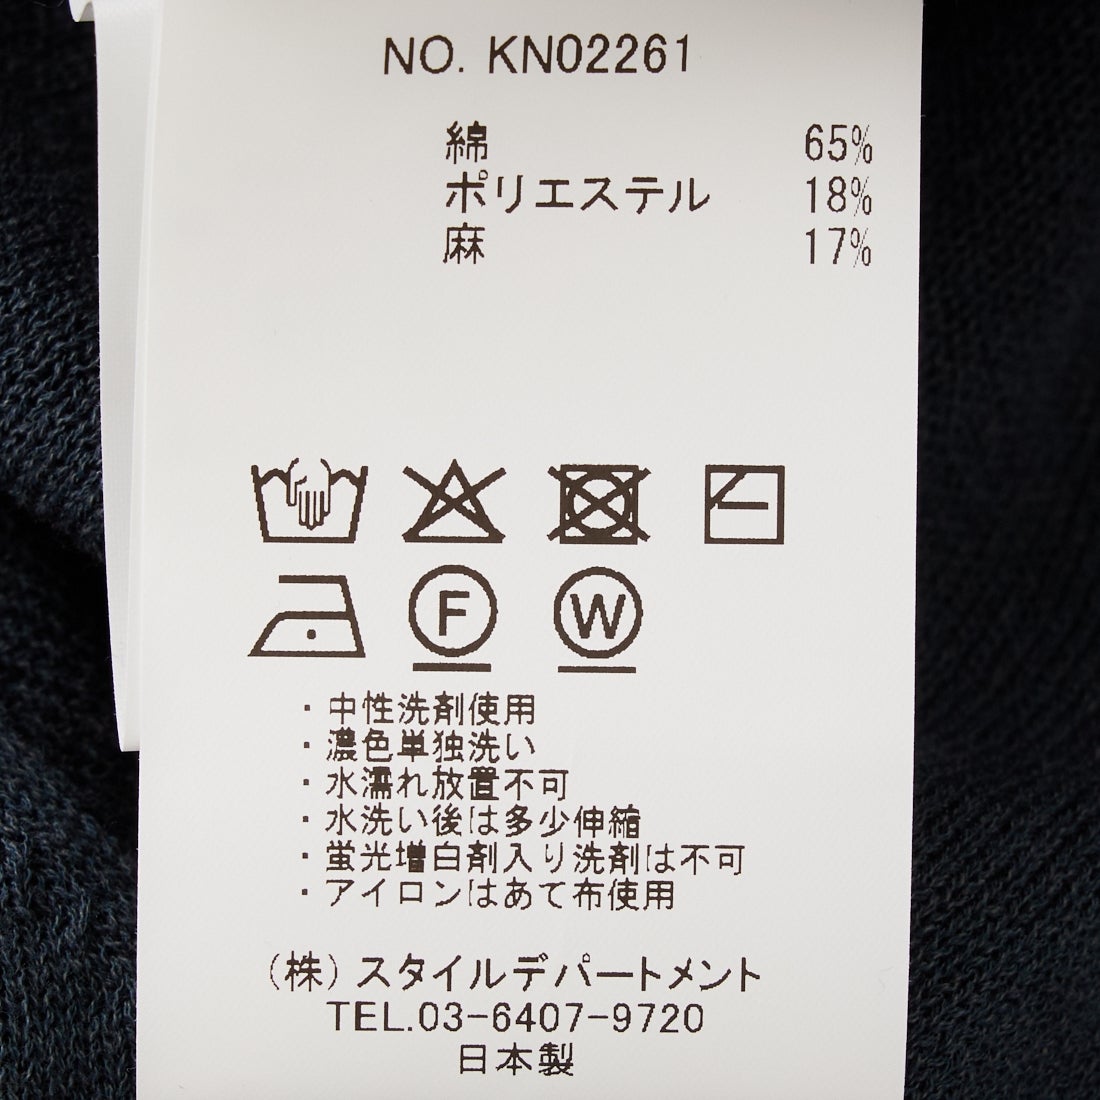 NO. KN02261
綿 65%
ポリエステル 18%
麻 17%
F W
・中性洗剤使用
・濃色単独洗い
・水濡れ放置不可
・水洗い後は多少伸縮
・蛍光増白剤入り洗剤は不可
・アイロンはあて布使用
(株)スタイルデパートメント
TEL.03-6407-9720
日本製